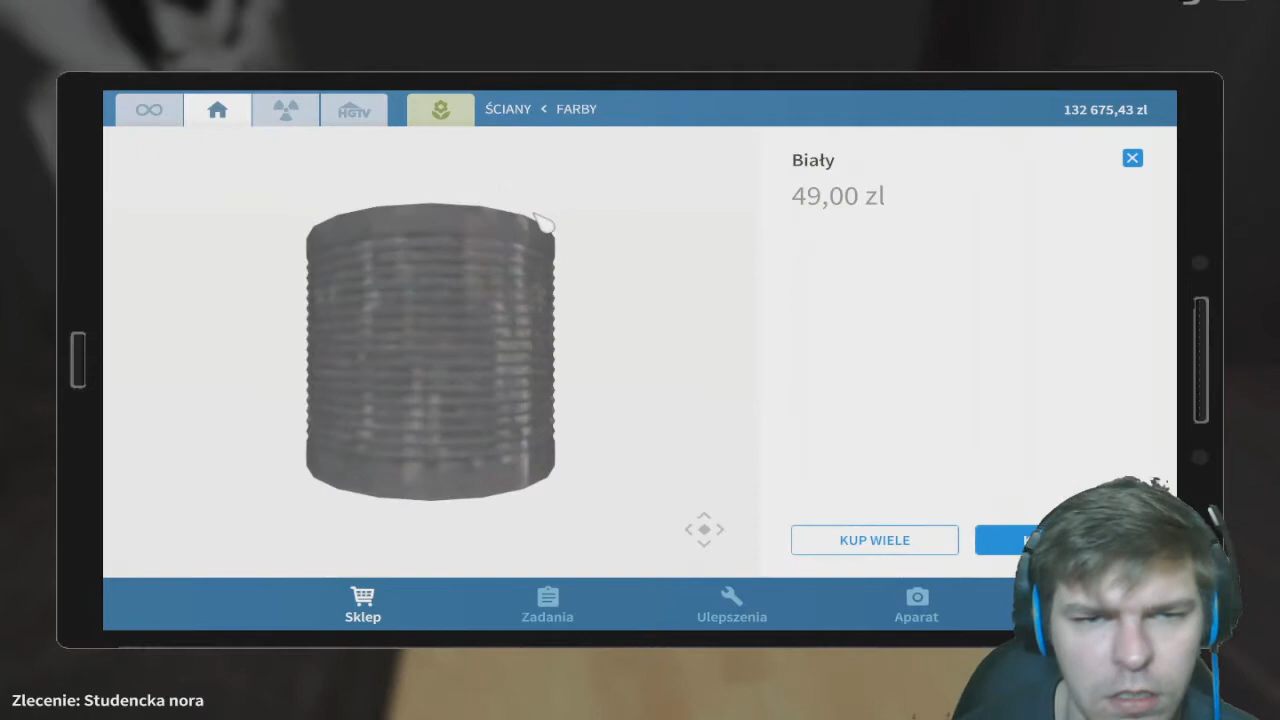 HGTV
ŚCIANY < FARBY
132 675,43 zl
Biały
49,00 zl
KUP WIELE
Sklep
Zadania
Ulepszenia
Aparat
Zlecenie: Studencka nora